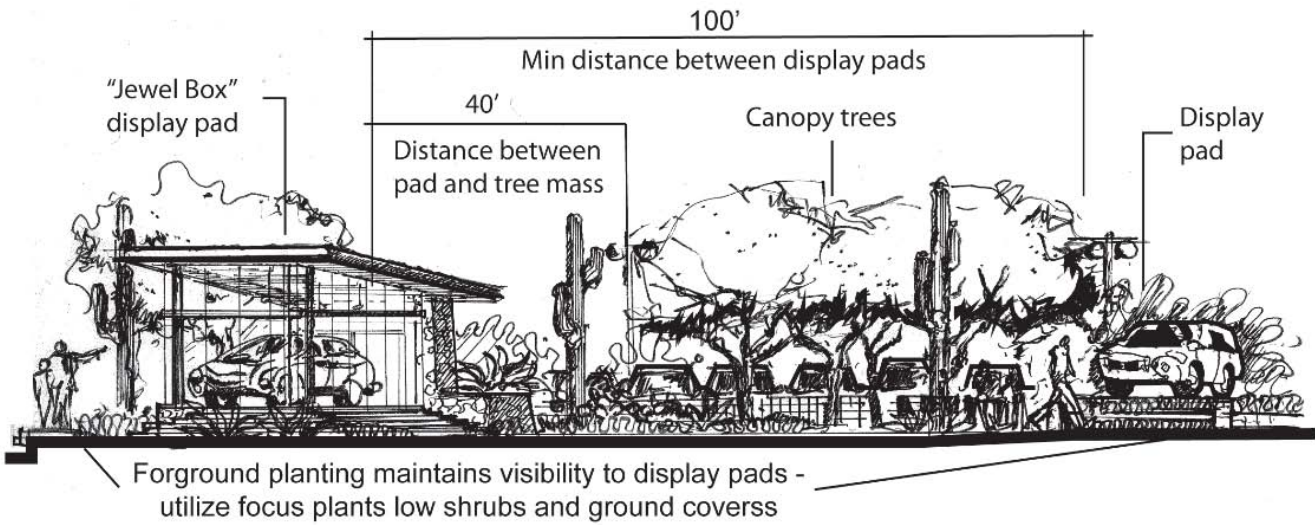 100'
Min distance between display pads
"Jewel Box"
display pad
40'
Distance between
pad and tree mass
Canopy trees
Display
pad
Forground planting maintains visibility to display pads -
utilize focus plants low shrubs and ground coverss